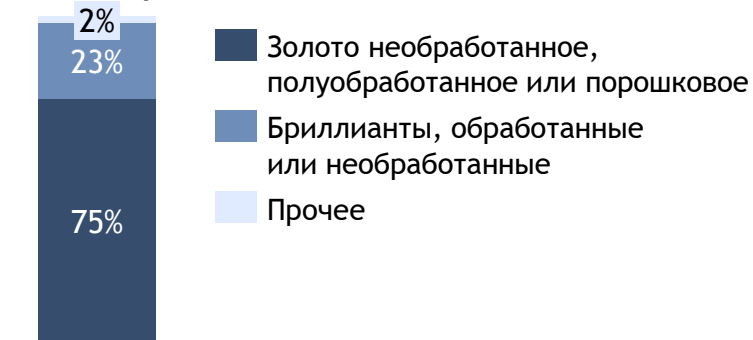 2%
23%
75%
Золото необработанное,
полуобработанное или порошковое
Бриллианты, обработанные
или необработанные
Прочее